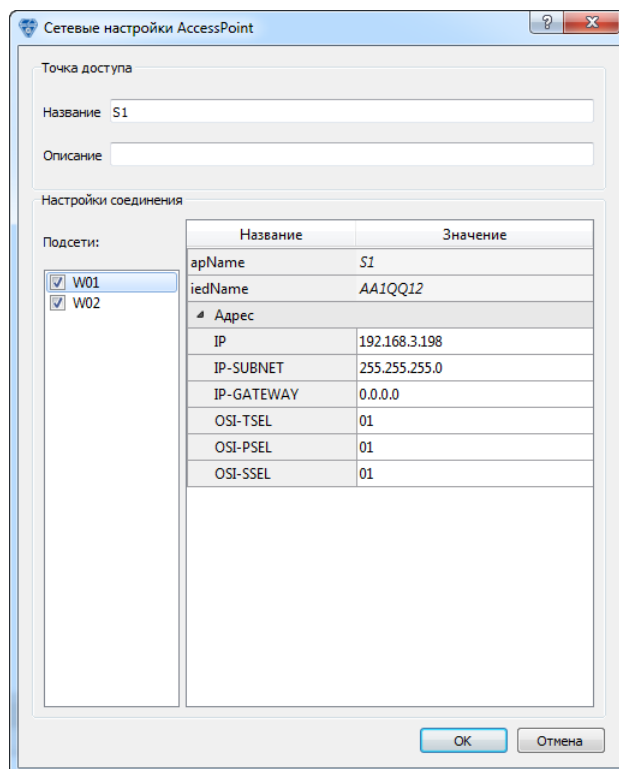 Сетевые настройки AccessPoint
Точка доступа
Название S1
Описание
Настройки соединения
Подсети:
W01
W02
Название Значение
apName S1
iedName AA1QQ12
Адрес
IP 192.168.3.198
IP-SUBNET 255.255.255.0
IP-GATEWAY 0.0.0.0
OSI-TSEL 01
OSI-PSEL 01
OSI-SSEL 01
OK Отмена